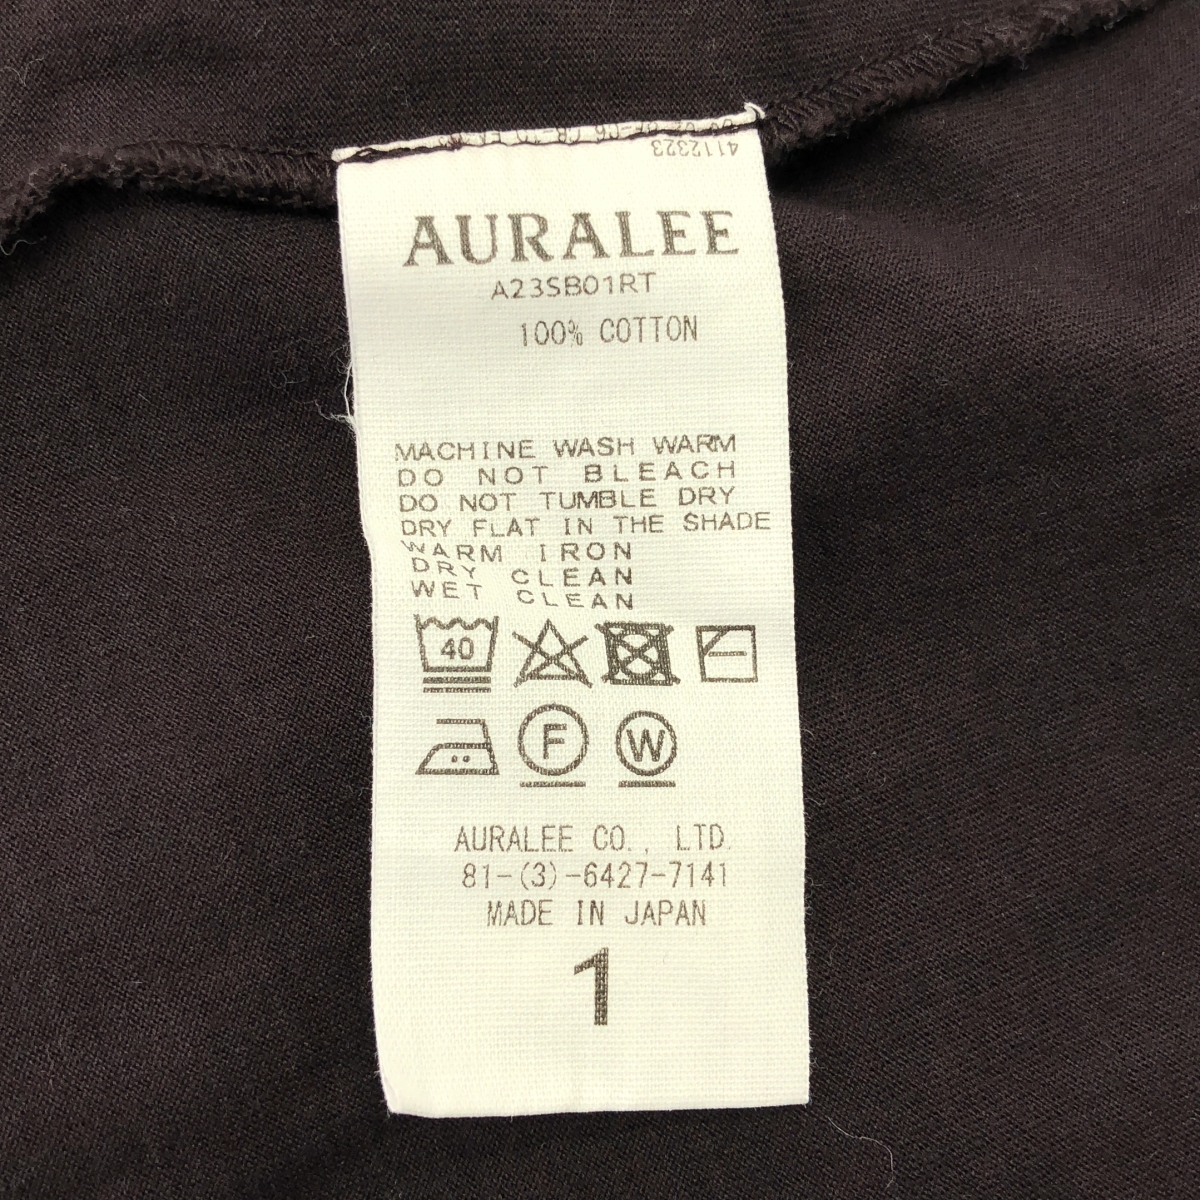 4112323
AURALEE
A23SB01RT
100% COTTON
MACHINE WASH WARM
DO NOT BLEACH
DO NOT TUMBLE DRY
DRY FLAT IN THE SHADE
WARM IRON
DRY CLEAN
WET CLEAN
40
F W
AURALEE CO., LTD.
81-(3)-6427-7141
MADE IN JAPAN
1